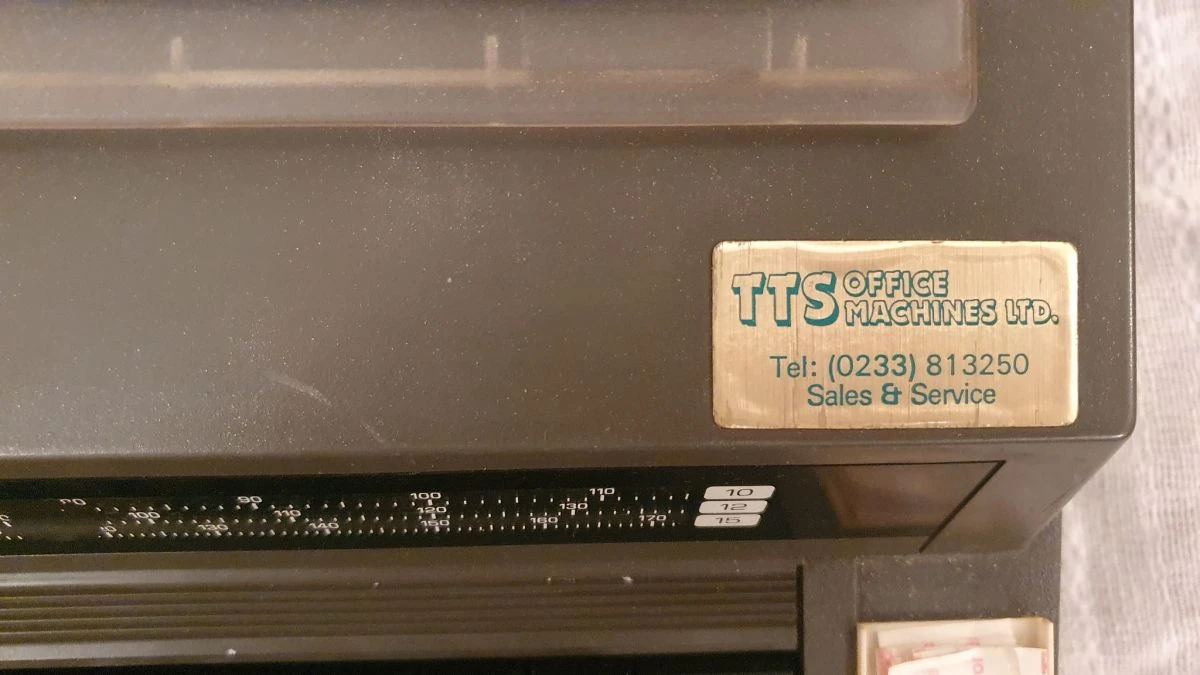 TTS OFFICE
MACHINES LTD.
Tel: (0233) 813250
Sales & Service
90 100 110 10
100 110 120 130 12
130 140 150 160 170 15